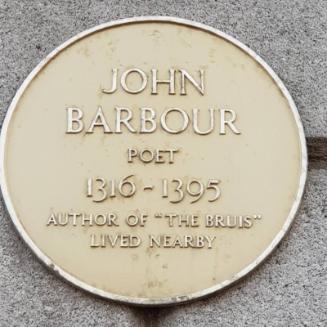 JOHN
BARBOUR
POET
1316 - 1395
AUTHOR OF "THE BRUIS"
LIVED NEARBY